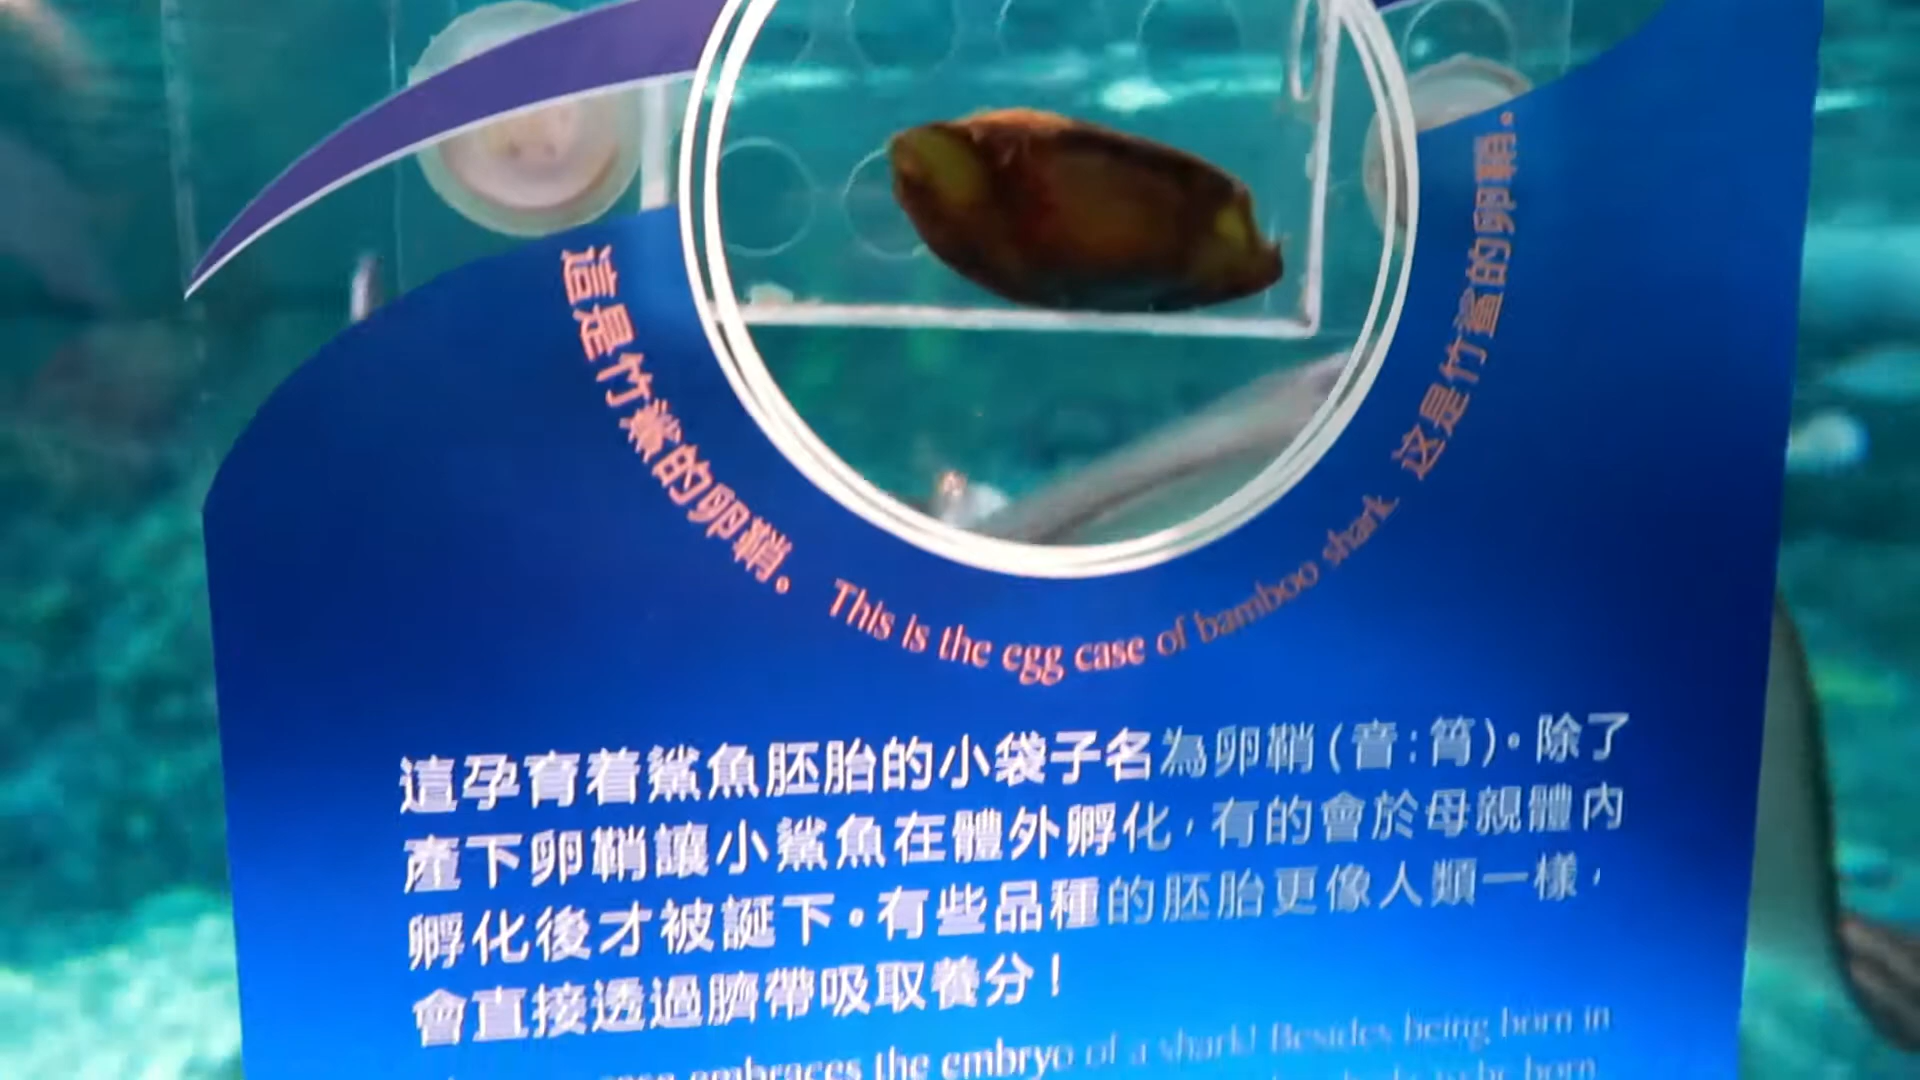 這是竹鯊的卵鞘。 This is the egg case of bamboo shark. 这是竹鲨的卵鞘。
這孕育着鯊魚胚胎的小袋子名為卵鞘(音:筲)。除了
產下卵鞘讓小鯊魚在體外孵化,有的會於母親體內
孵化後才被誕下。有些品種的胚胎更像人類一樣,
會直接透過臍帶吸取養分!
embraces the embryo of a shark! Besides being born in
to be born